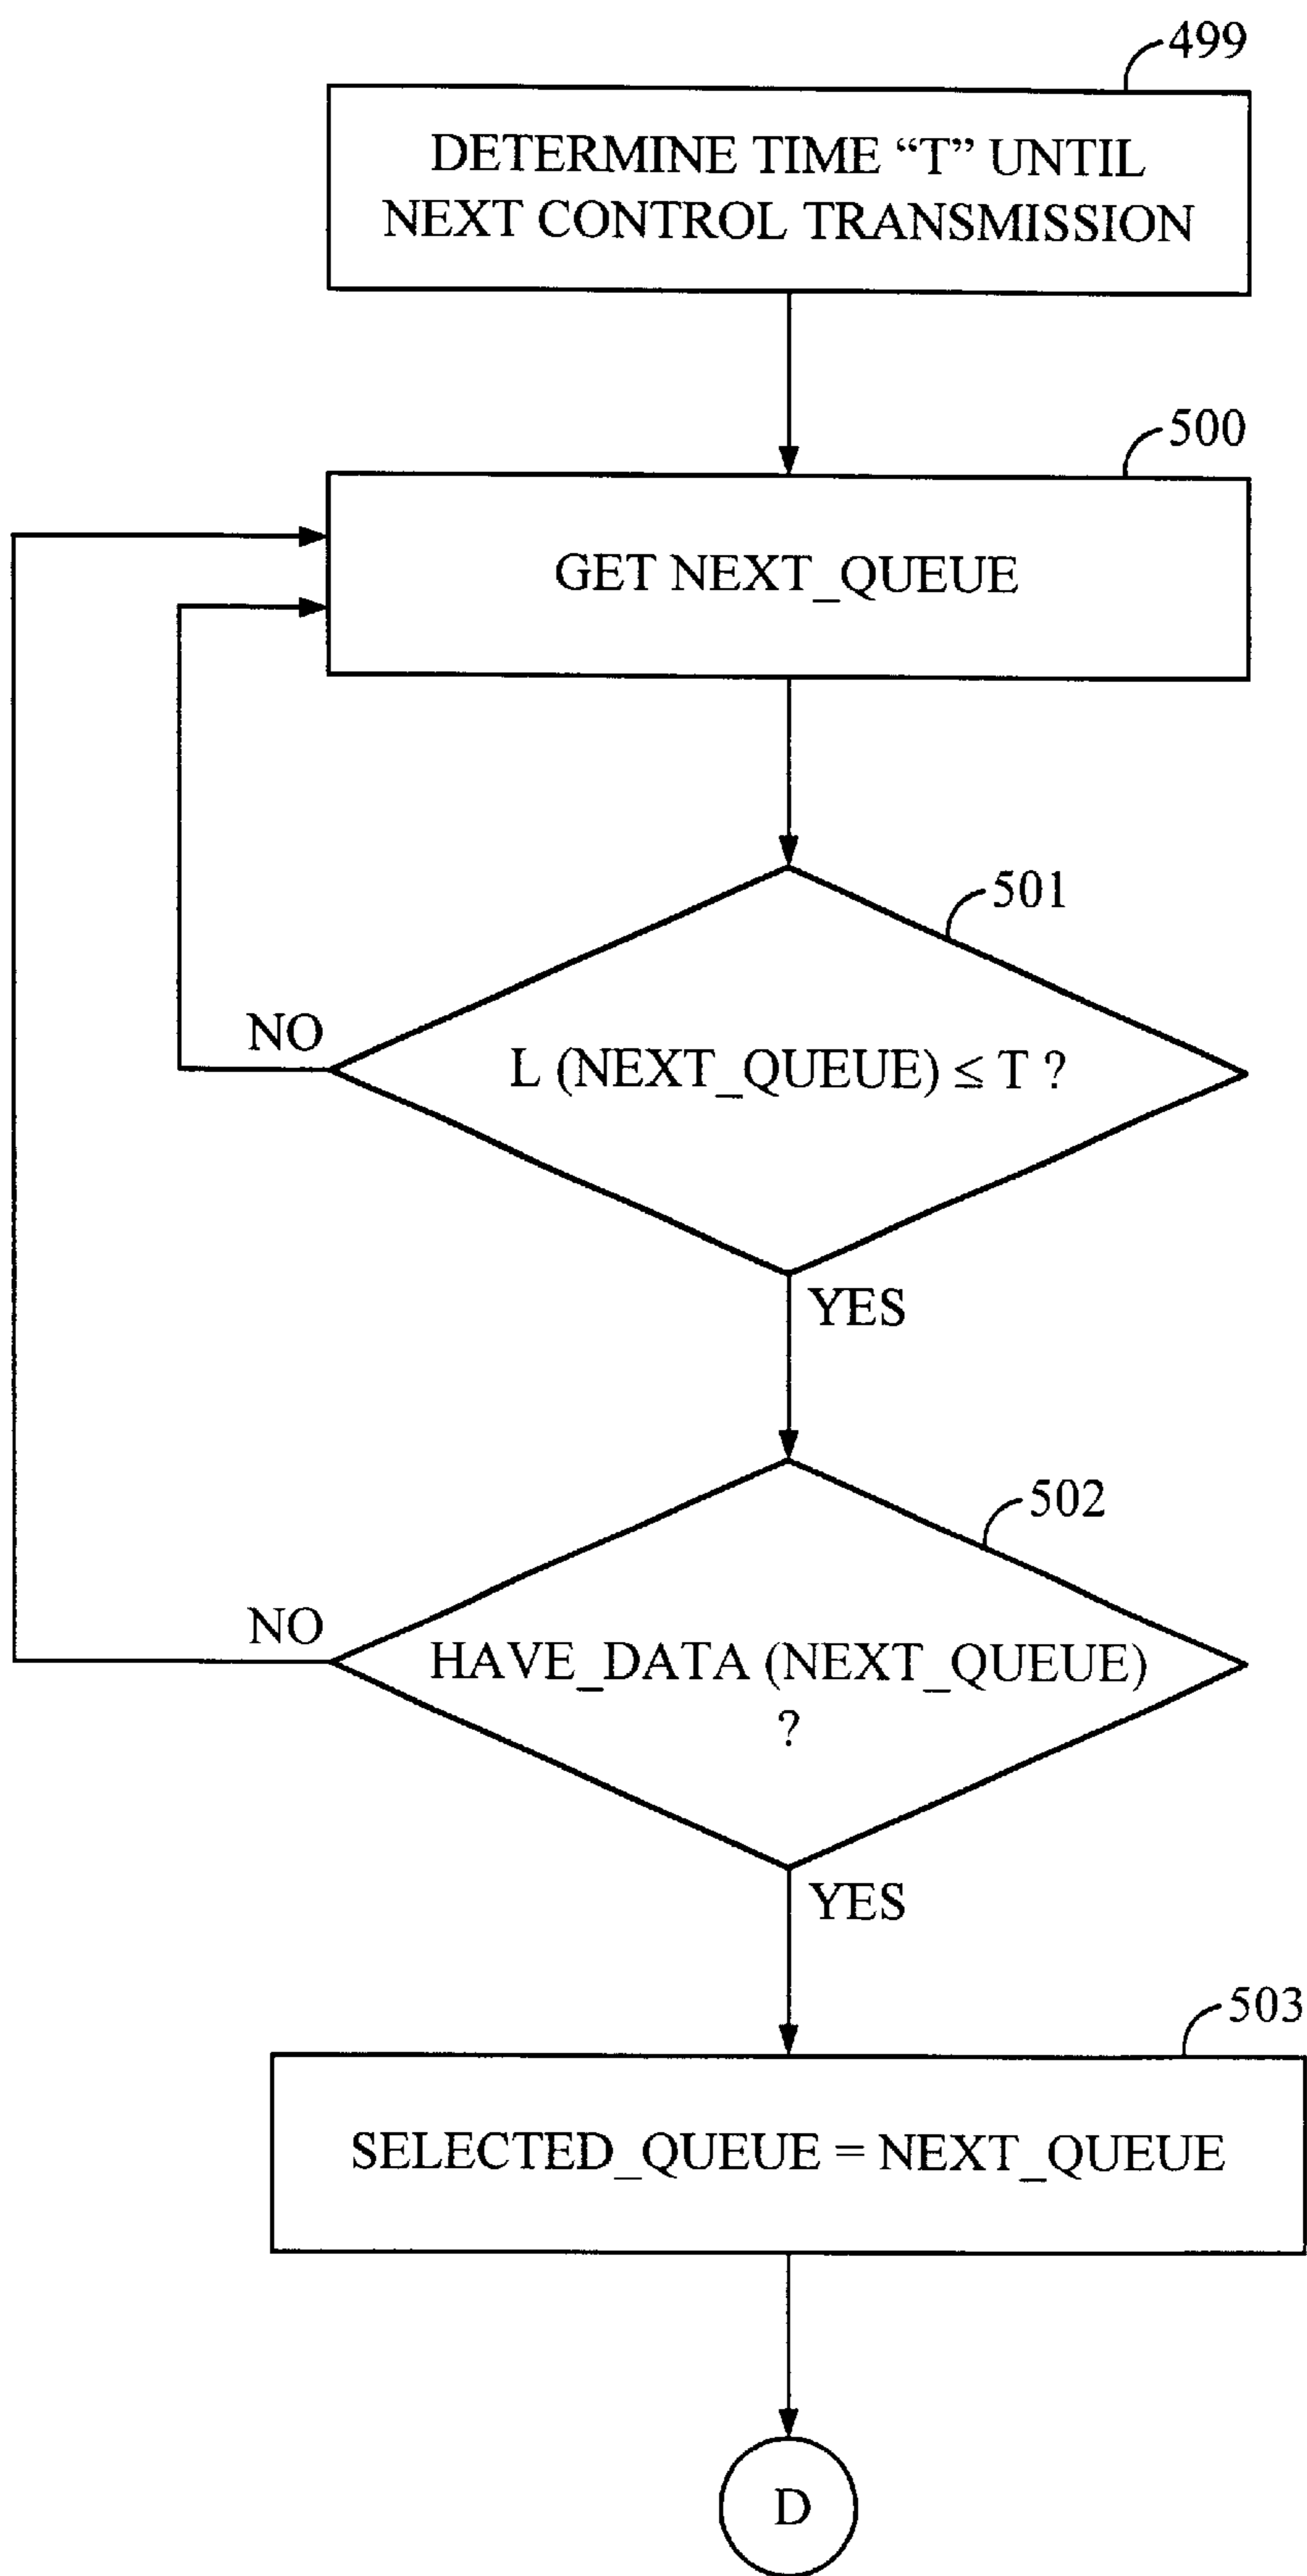 499
DETERMINE TIME “T” UNTIL
NEXT CONTROL TRANSMISSION
500
GET NEXT_QUEUE
501
NO
L (NEXT_QUEUE) ≤ T ?
YES
502
NO
HAVE_DATA (NEXT_QUEUE)
?
YES
503
SELECTED_QUEUE = NEXT_QUEUE
D